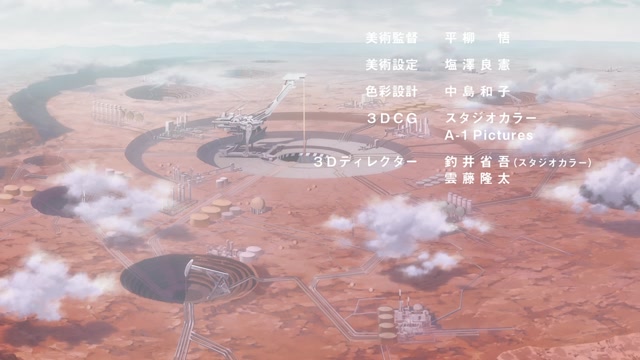 美術監督 平柳 悟
美術設定 塩澤良憲
色彩設計 中島和子
3DCG スタジオカラー
A-1 Pictures
3Dディレクター 釣井省吾(スタジオカラー)
雲藤隆太